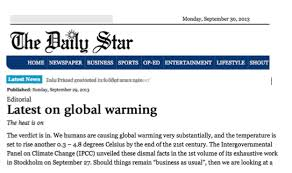 Monday, September 30, 2013
The Daily Star
HOME NEWSPAPER BUSINESS SPORTS OP-ED ENTERTAINMENT LIFESTYLE
Latest News
Published: Sunday, September 29, 2013
Editorial
Latest on global warming
The heat is on
The verdict is in. We humans are causing global warming very substantially, and the temperature is
set to rise another 0.3 – 4.8 degrees Celsius by the end of the 21st century. The Intergovernmental
Panel on Climate Change (IPCC) unveiled these dismal facts in the 1st volume of its exhaustive work
in Stockholm on September 27. Should things remain "business as usual", then we are looking at a